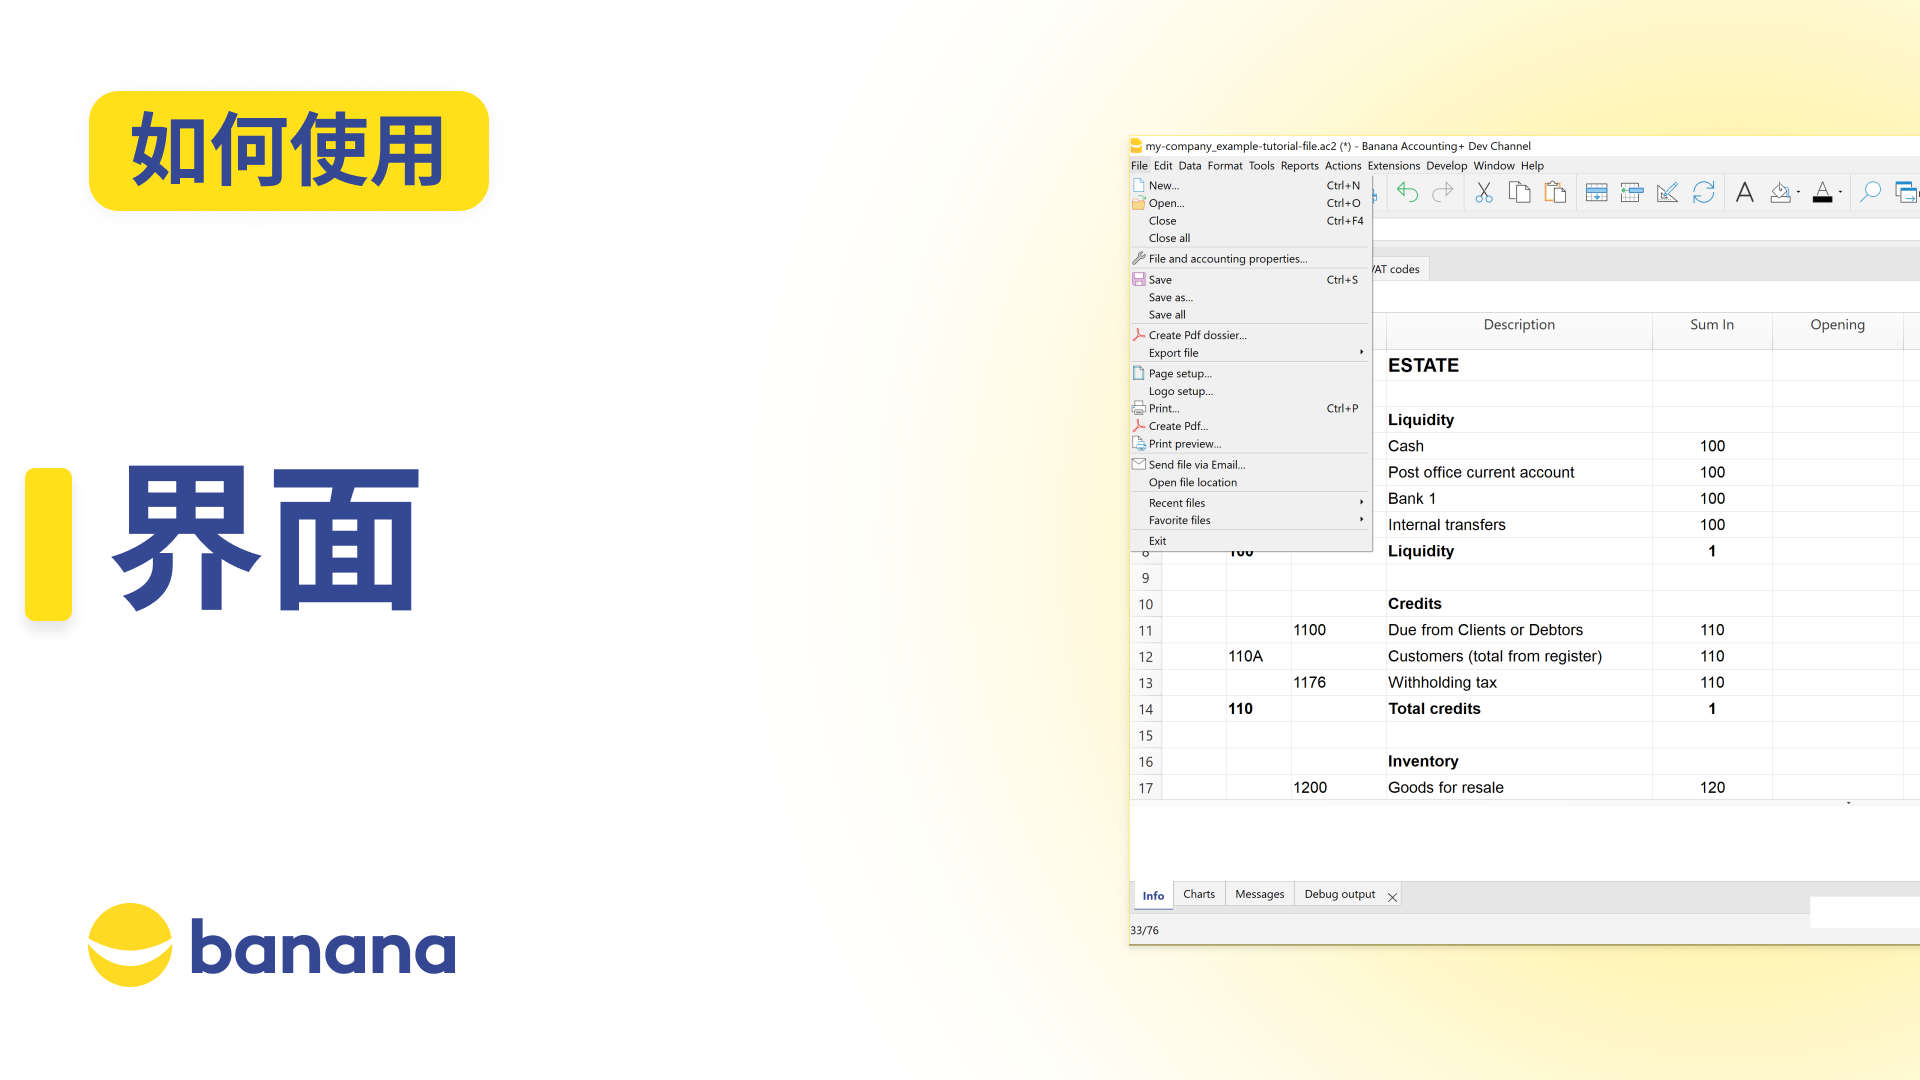 如何使用
界面
banana
my-company_example-tutorial-file.ac2 (*) - Banana Accounting+ Dev Channel
File Edit Data Format Tools Reports Actions Extensions Develop Window Help
New... Ctrl+N
Open... Ctrl+O
Close Ctrl+F4
Close all
File and accounting properties...
Save Ctrl+S
Save as...
Save all
Create Pdf dossier...
Export file
Page setup...
Logo setup...
Print... Ctrl+P
Create Pdf...
Print preview...
Send file via Email...
Open file location
Recent files
Favorite files
Exit
VAT codes
Description Sum In Opening
ESTATE
Liquidity
Cash 100
Post office current account 100
Bank 1 100
Internal transfers 100
8 100 Liquidity 1
9
10 Credits
11 1100 Due from Clients or Debtors 110
12 110A Customers (total from register) 110
13 1176 Withholding tax 110
14 110 Total credits 1
15
16 Inventory
17 1200 Goods for resale 120
Info Charts Messages Debug output
33/76